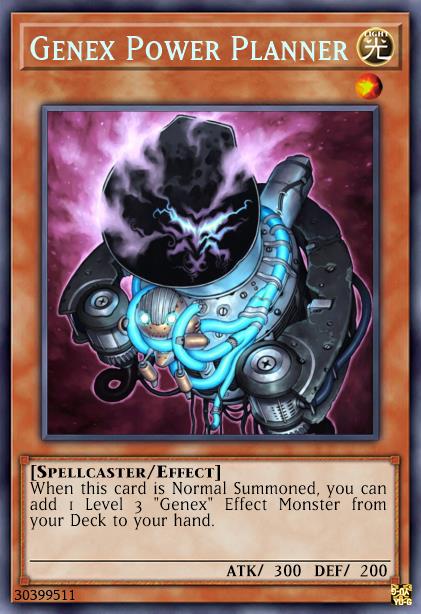 Genex Power Planner
LIGHT
光
[Spellcaster/Effect]
When this card is Normal Summoned, you can
add 1 Level 3 "Genex" Effect Monster from
your Deck to your hand.
ATK/ 300 DEF/ 200
30399511